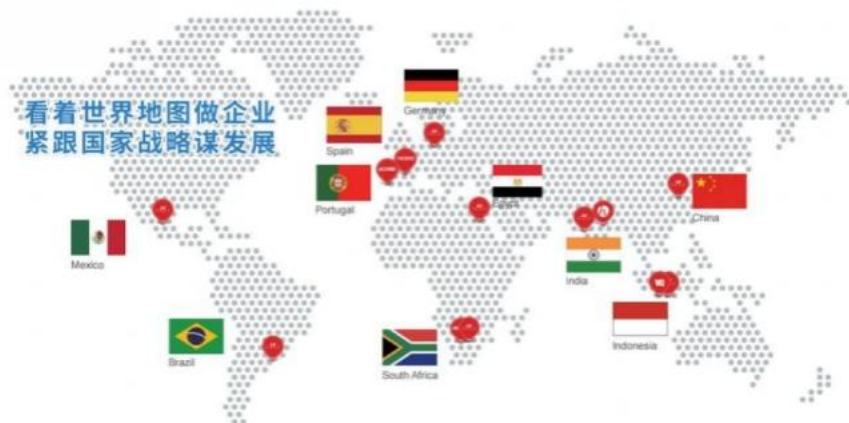 看着世界地图做企业
紧跟国家战略谋发展
Germany
Spain
Portugal
Egypt
China
Mexico
India
Indonesia
Brazil
South Africa